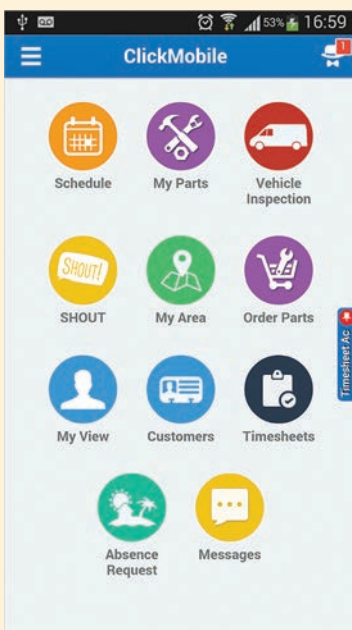 53% 16:59
ClickMobile
1
Schedule
My Parts
Vehicle
Inspection
SHOUT!
SHOUT
My Area
Order Parts
Timesheet Ac
My View
Customers
Timesheets
Absence
Request
Messages